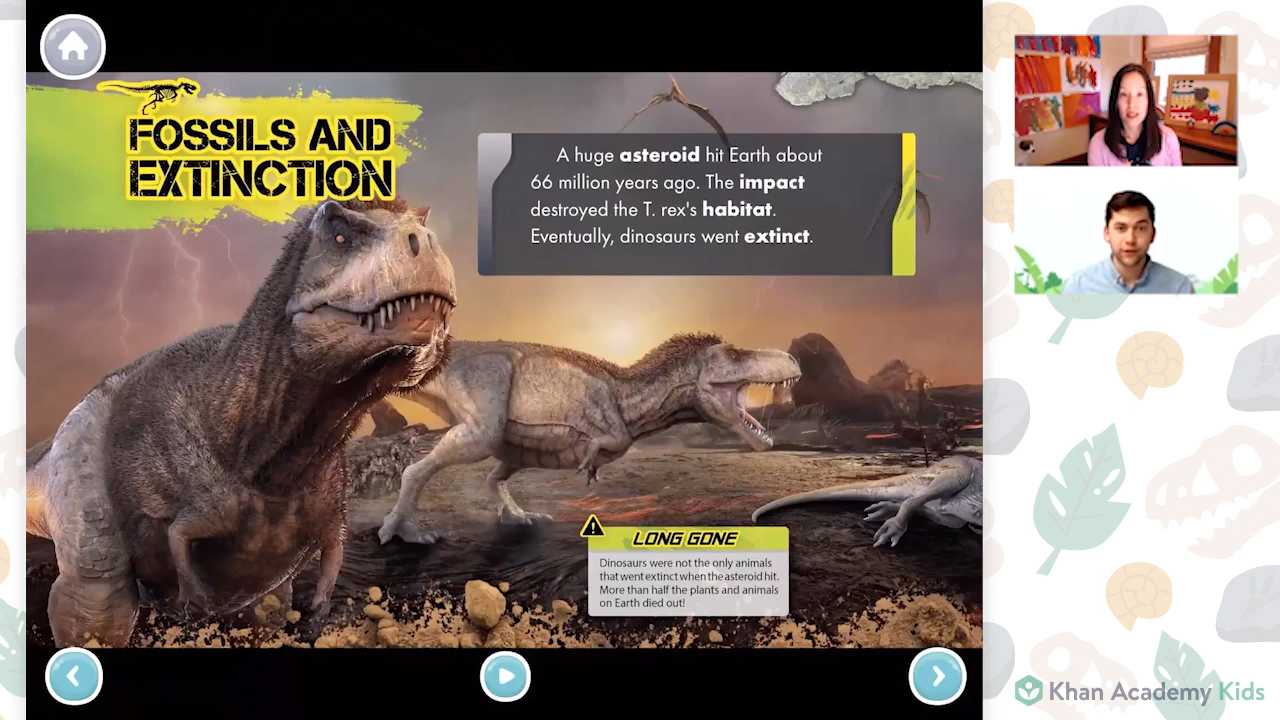 FOSSILS AND
EXTINCTION
A huge asteroid hit Earth about
66 million years ago. The impact
destroyed the T. rex's habitat.
Eventually, dinosaurs went extinct.
LONG GONE
Dinosaurs were not the only animals
that went extinct when the asteroid hit.
More than half the plants and animals
on Earth died out!
Khan Academy Kids